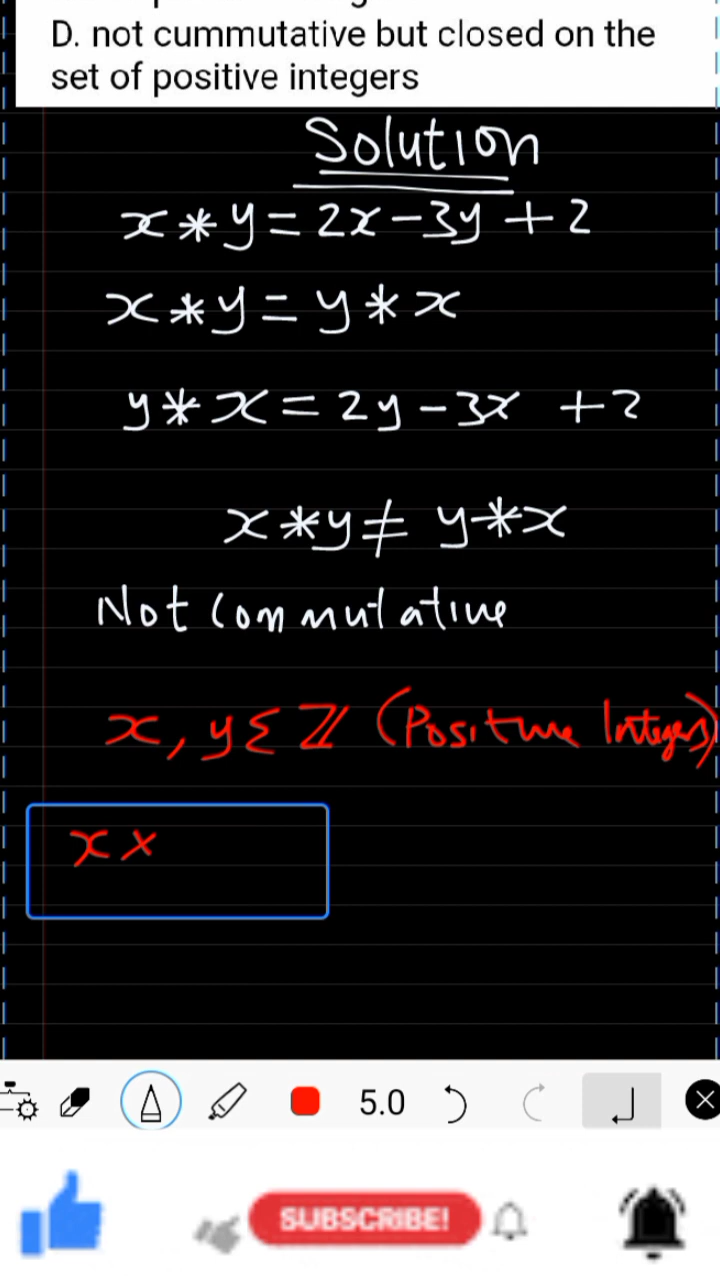 D. not cummutative but closed on the
set of positive integers
Solution
x * y = 2x - 3y + 2
x * y = y * x
y * x = 2y - 3x + 2
x * y ≠ y * x
Not Commutative
x, y ε ℤ (Positive Integers)
x x
5.0
SUBSCRIBE!